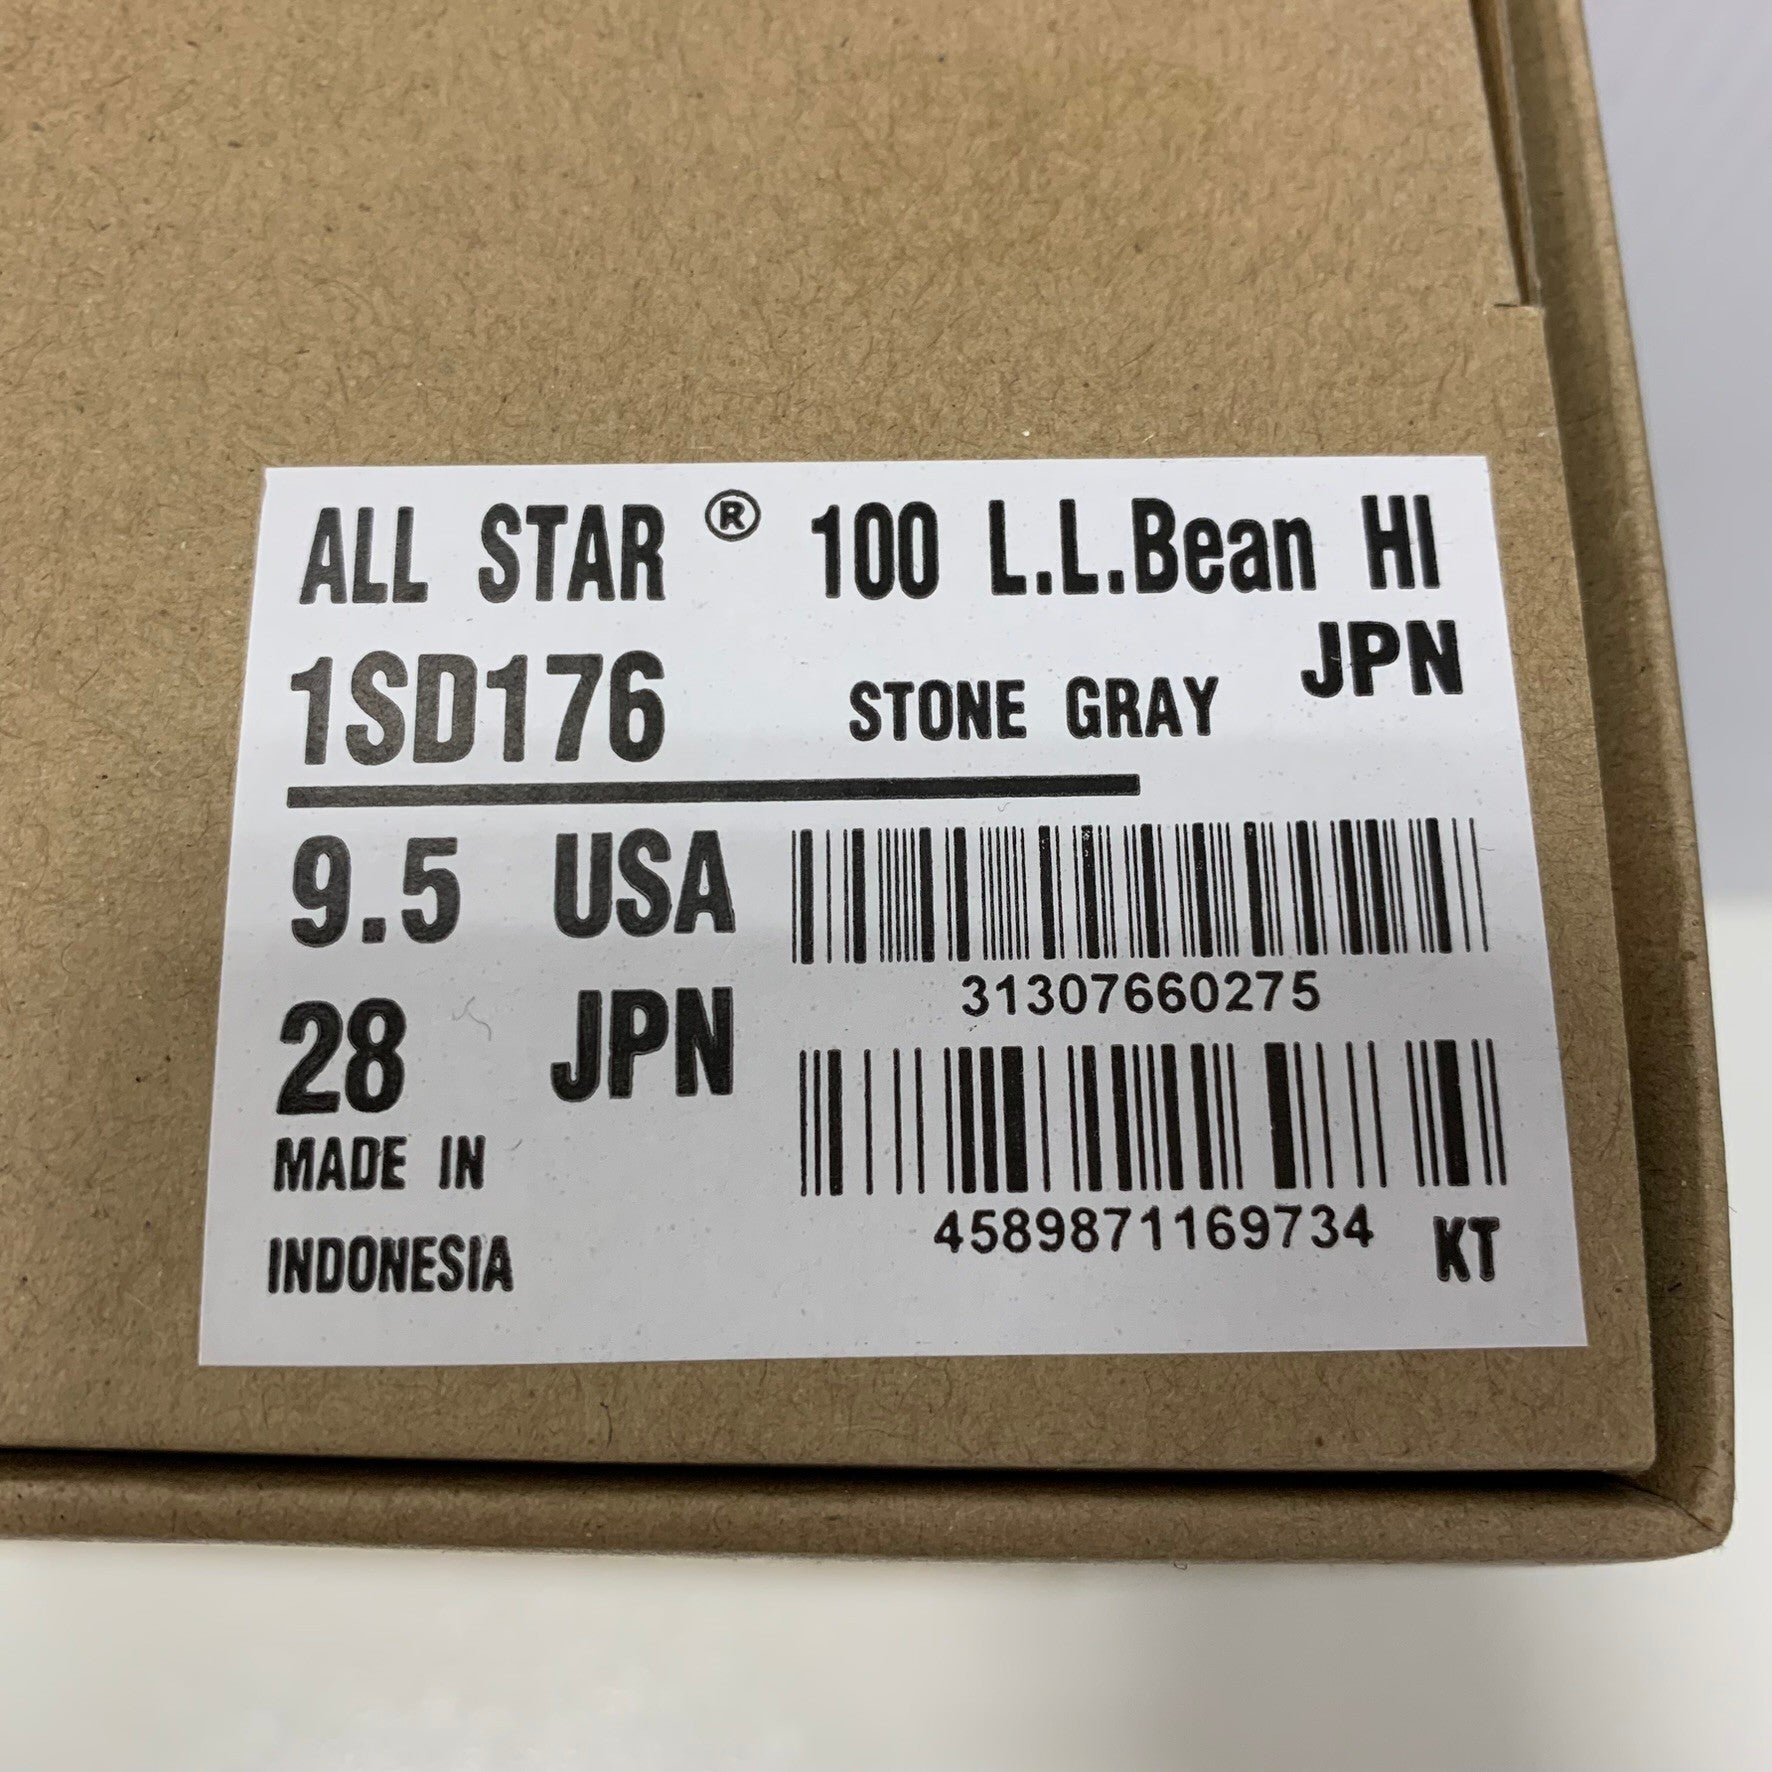 ALL STAR ® 100 L.L.Bean HI
1SD176 STONE GRAY JPN
9.5 USA
31307660275
28 JPN
MADE IN
INDONESIA
4589871169734 KT